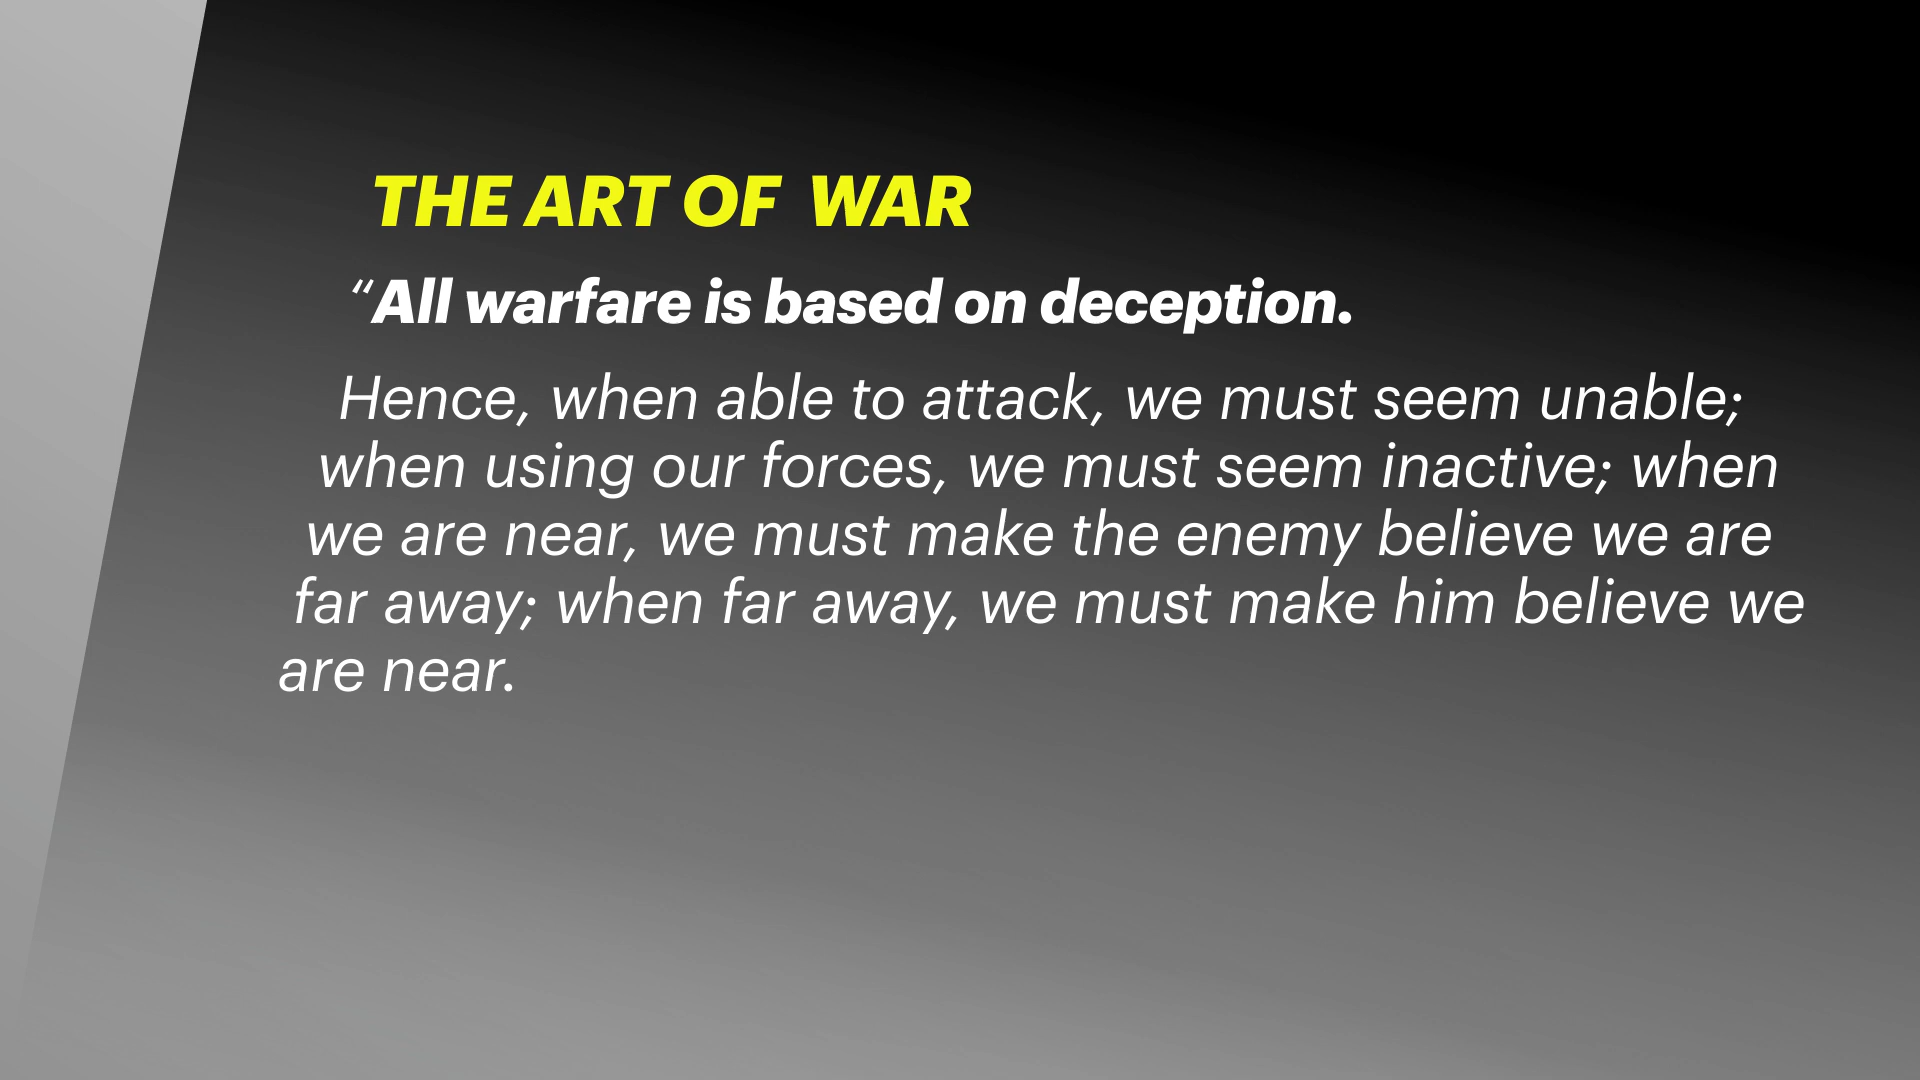 THE ART OF WAR
“All warfare is based on deception.
Hence, when able to attack, we must seem unable;
when using our forces, we must seem inactive; when
we are near, we must make the enemy believe we are
far away; when far away, we must make him believe we
are near.